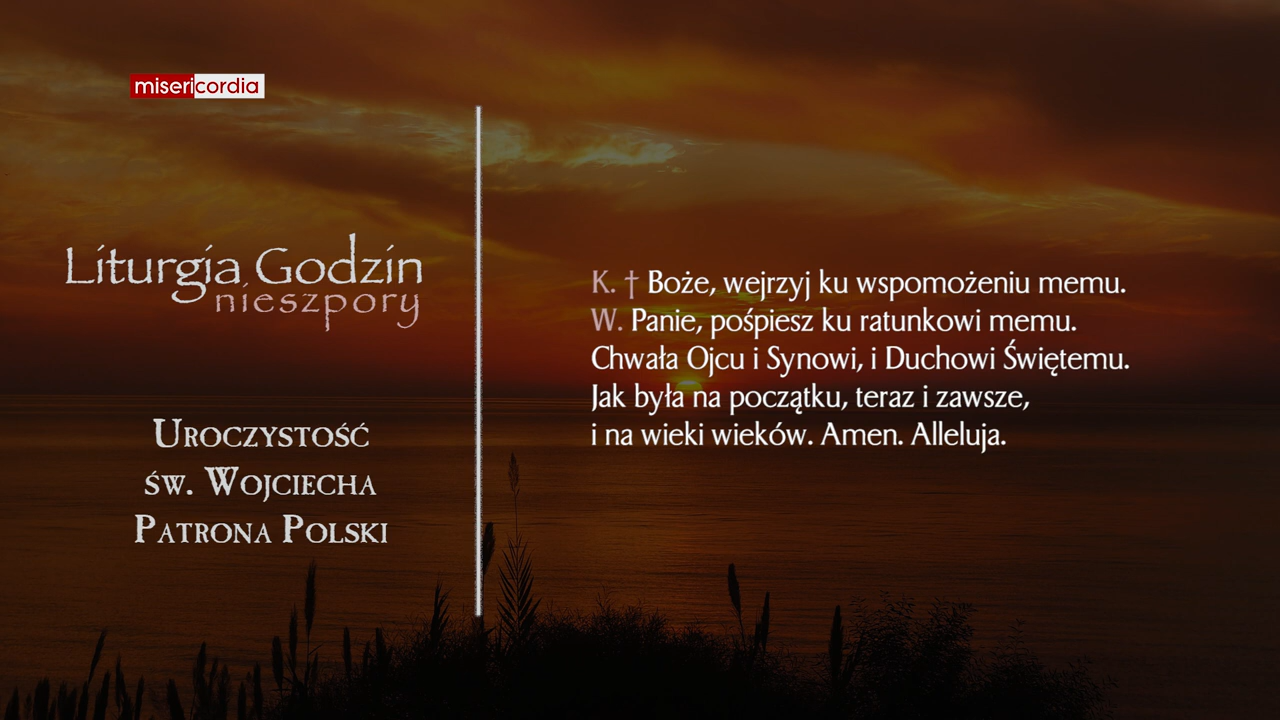 misericordia
Liturgia Godzin
nieszpory
Uroczystość
św. Wojciecha
Patrona Polski
K. † Boże, wejrzyj ku wspomożeniu memu.
W. Panie, pośpiesz ku ratunkowi memu.
Chwała Ojcu i Synowi, i Duchowi Świętemu.
Jak była na początku, teraz i zawsze,
i na wieki wieków. Amen. Alleluja.